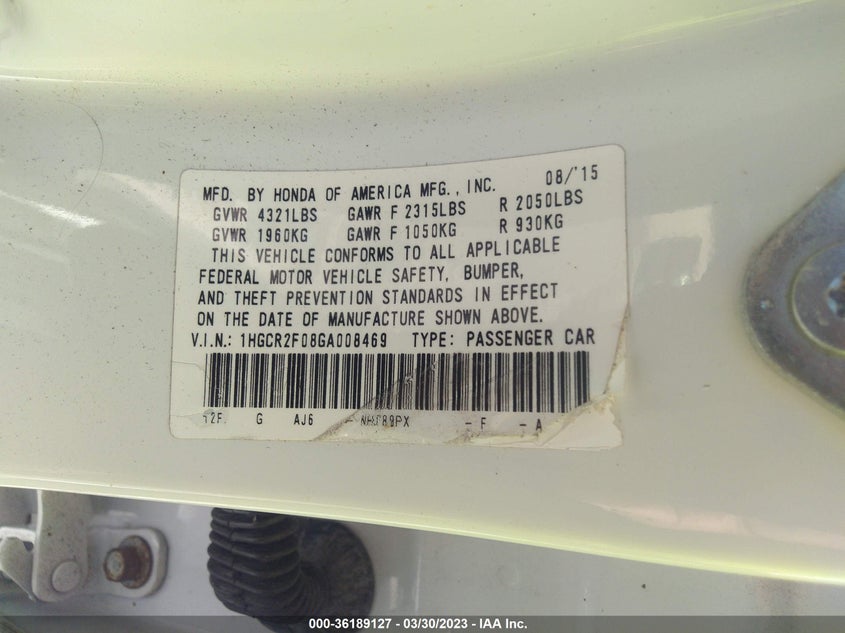 MFD. BY HONDA OF AMERICA MFG., INC. 08/'15
GVWR 4321LBS GAWR F 2315LBS R 2050LBS
GVWR 1960KG GAWR F 1050KG R 930KG
THIS VEHICLE CONFORMS TO ALL APPLICABLE
FEDERAL MOTOR VEHICLE SAFETY, BUMPER,
AND THEFT PREVENTION STANDARDS IN EFFECT
ON THE DATE OF MANUFACTURE SHOWN ABOVE.
V.I.N.: 1HGCR2F08GA008469 TYPE: PASSENGER CAR
G AJ6 - F - A
000-36189127 - 03/30/2023 - IAA Inc.